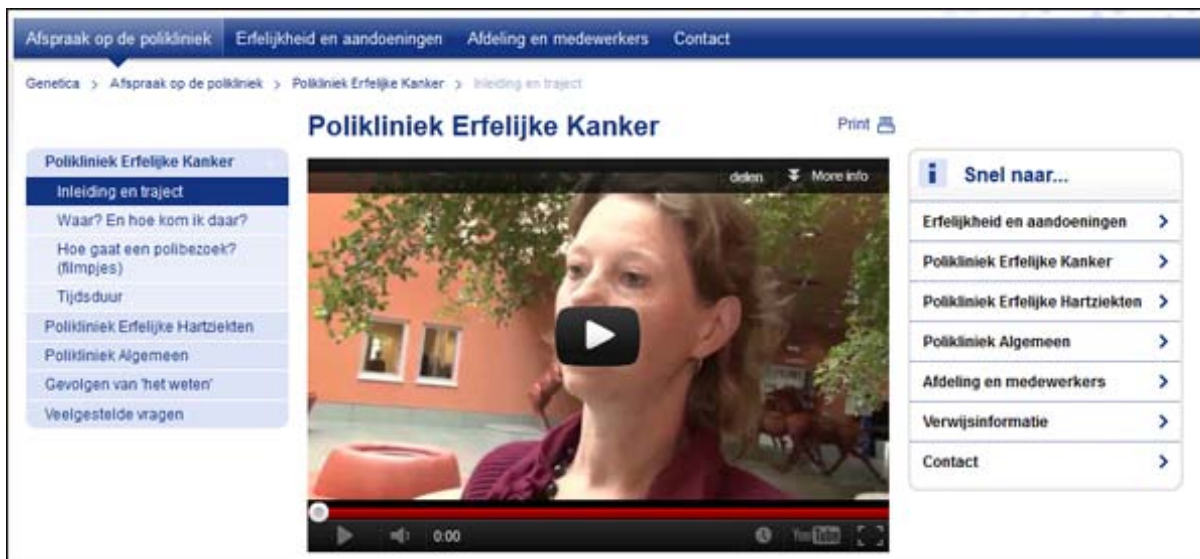 Afspraak op de polikliniek Erfelijkheid en aandoeningen Afdeling en medewerkers Contact
Genetica > Afspraak op de polikliniek > Polikliniek Erfelijke Kanker > Inleiding en traject
Polikliniek Erfelijke Kanker
Print
Polikliniek Erfelijke Kanker
Inleiding en traject
Waar? En hoe kom ik daar?
Hoe gaat een polibezoek?
(filmpjes)
Tijdsduur
Polikliniek Erfelijke Hartziekten
Polikliniek Algemeen
Gevolgen van 'het weten'
Veelgestelde vragen
delen More info
0:00
YouTube
i Snel naar...
Erfelijkheid en aandoeningen
Polikliniek Erfelijke Kanker
Polikliniek Erfelijke Hartziekten
Polikliniek Algemeen
Afdeling en medewerkers
Verwijsinformatie
Contact